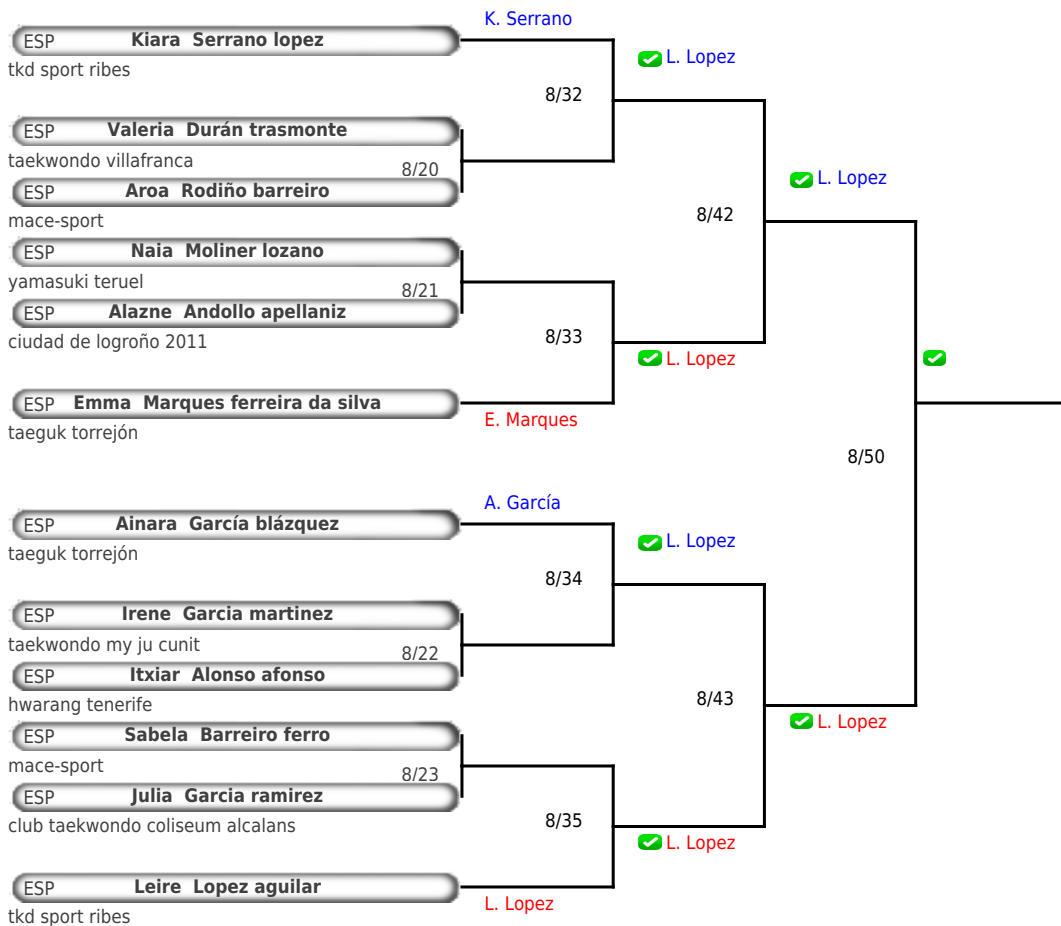 K. Serrano
ESP Kiara Serrano lopez
tkd sport ribes
L. Lopez
8/32
ESP Valeria Durán trasmonte
taekwondo villafranca
8/20
ESP Aroa Rodiño barreiro
mace-sport
L. Lopez
8/42
ESP Naia Moliner lozano
yamasuki teruel
8/21
ESP Alazne Andollo apellaniz
ciudad de logroño 2011
8/33
L. Lopez
ESP Emma Marques ferreira da silva
taeguk torrejón
E. Marques
8/50
A. García
ESP Ainara García blázquez
taeguk torrejón
L. Lopez
8/34
ESP Irene Garcia martinez
taekwondo my ju cunit
8/22
ESP Itxiar Alonso afonso
hwarang tenerife
8/43
L. Lopez
ESP Sabela Barreiro ferro
mace-sport
8/23
ESP Julia Garcia ramirez
club taekwondo coliseum alcalans
8/35
L. Lopez
ESP Leire Lopez aguilar
tkd sport ribes
L. Lopez